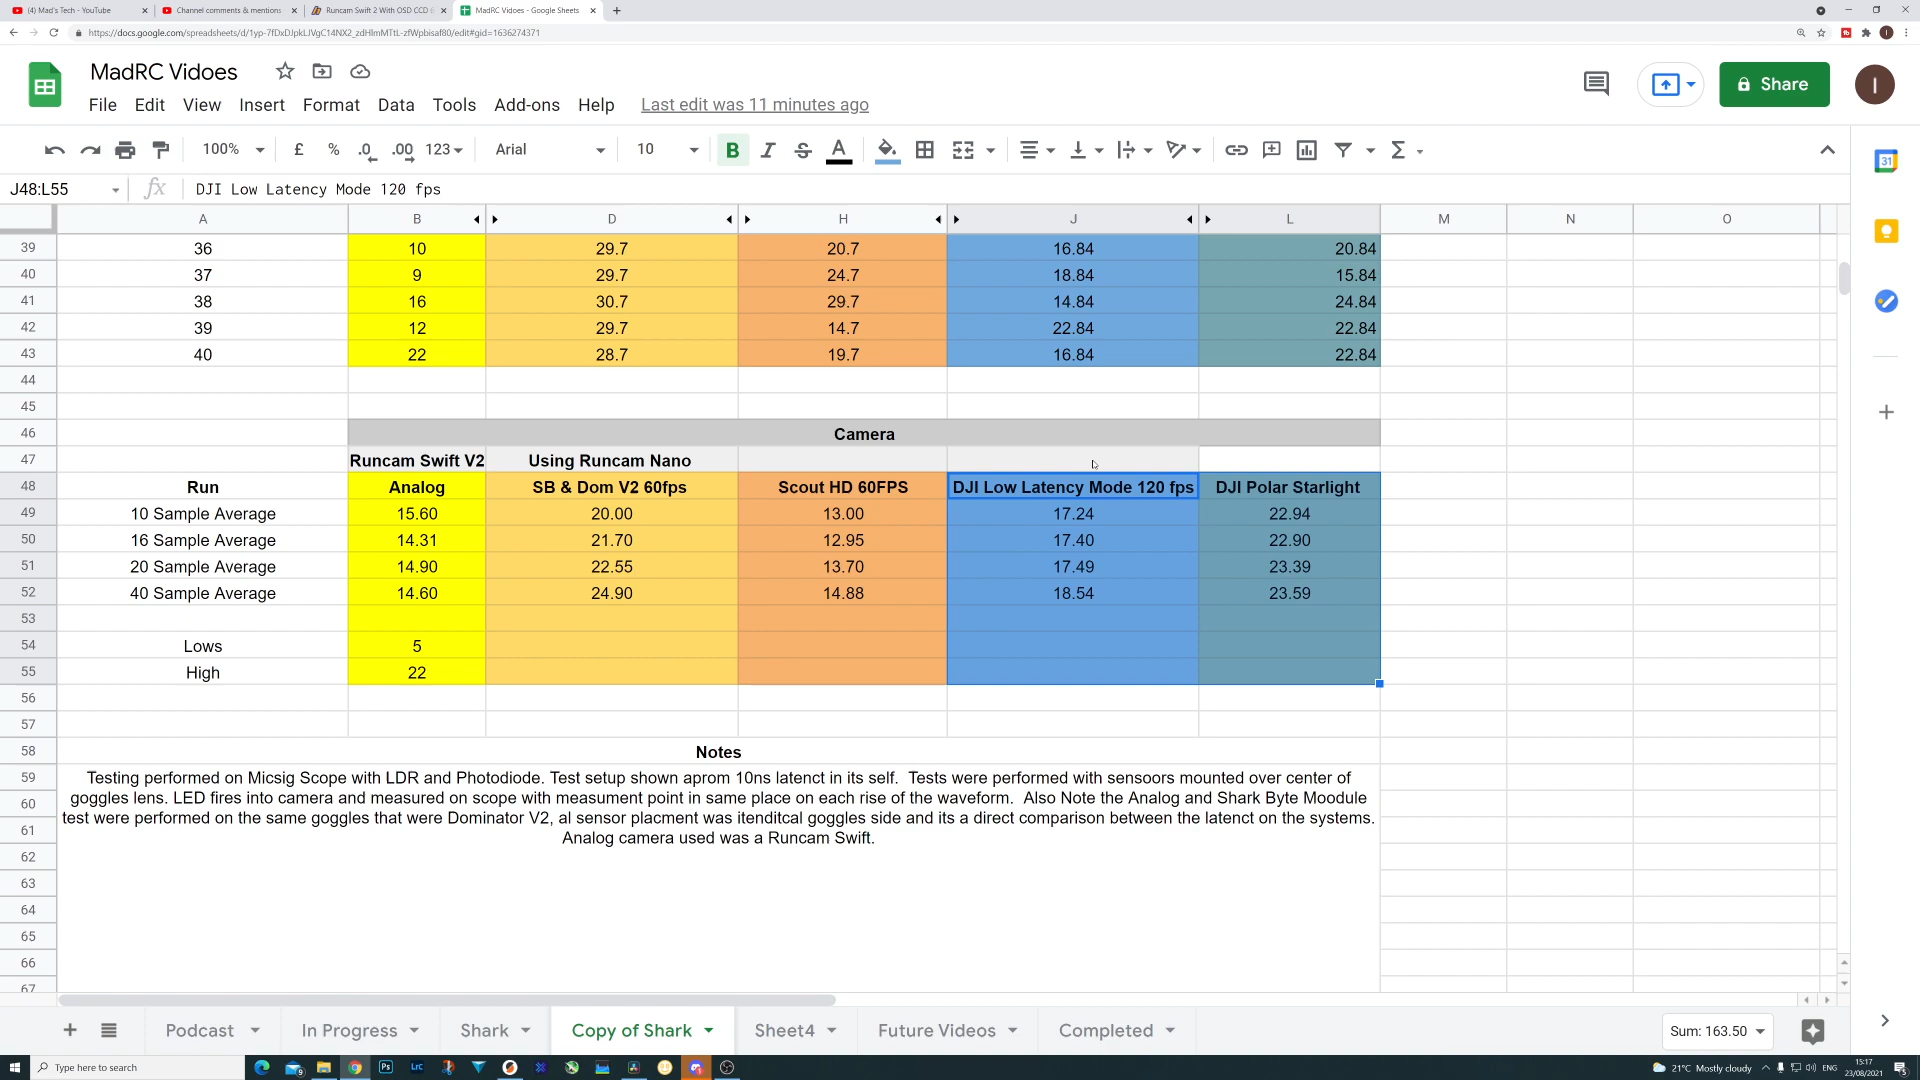 (4) Mad's Tech - YouTube
Channel comments & mentions
Runcam Swift 2 With OSD CCD
MadRC Vidoes - Google Sheets
MadRC Vidoes
File Edit View Insert Format Data Tools Add-ons Help Last edit was 11 minutes ago
Share
I
100% £ % .0 .00 123 Arial 10 B I S A
31
J48:L55 fx DJI Low Latency Mode 120 fps
A B D H J L M N O
39 36 10 29.7 20.7 16.84 20.84
40 37 9 29.7 24.7 18.84 15.84
41 38 16 30.7 29.7 14.84 24.84
42 39 12 29.7 14.7 22.84 22.84
43 40 22 28.7 19.7 16.84 22.84
44
45
46 Camera
47 Runcam Swift V2 Using Runcam Nano
48 Run Analog SB & Dom V2 60fps Scout HD 60FPS DJI Low Latency Mode 120 fps DJI Polar Starlight
49 10 Sample Average 15.60 20.00 13.00 17.24 22.94
50 16 Sample Average 14.31 21.70 12.95 17.40 22.90
51 20 Sample Average 14.90 22.55 13.70 17.49 23.39
52 40 Sample Average 14.60 24.90 14.88 18.54 23.59
53
54 Lows 5
55 High 22
56
57
58 Notes
59 Testing performed on Micsig Scope with LDR and Photodiode. Test setup shown aprom 10ns latenct in its self. Tests were performed with sensoors mounted over center of
60 goggles lens. LED fires into camera and measured on scope with measument point in same place on each rise of the waveform. Also Note the Analog and Shark Byte Moodule
61 test were performed on the same goggles that were Dominator V2, al sensor placment was itenditcal goggles side and its a direct comparison between the latenct on the systems.
Analog camera used was a Runcam Swift.
62
63
64
65
66
67
Podcast In Progress Shark Copy of Shark Sheet4 Future Videos Completed Sum: 163.50
Type here to search
Ps
Lrc
21°C Mostly cloudy
ENG
15:17
23/08/2021